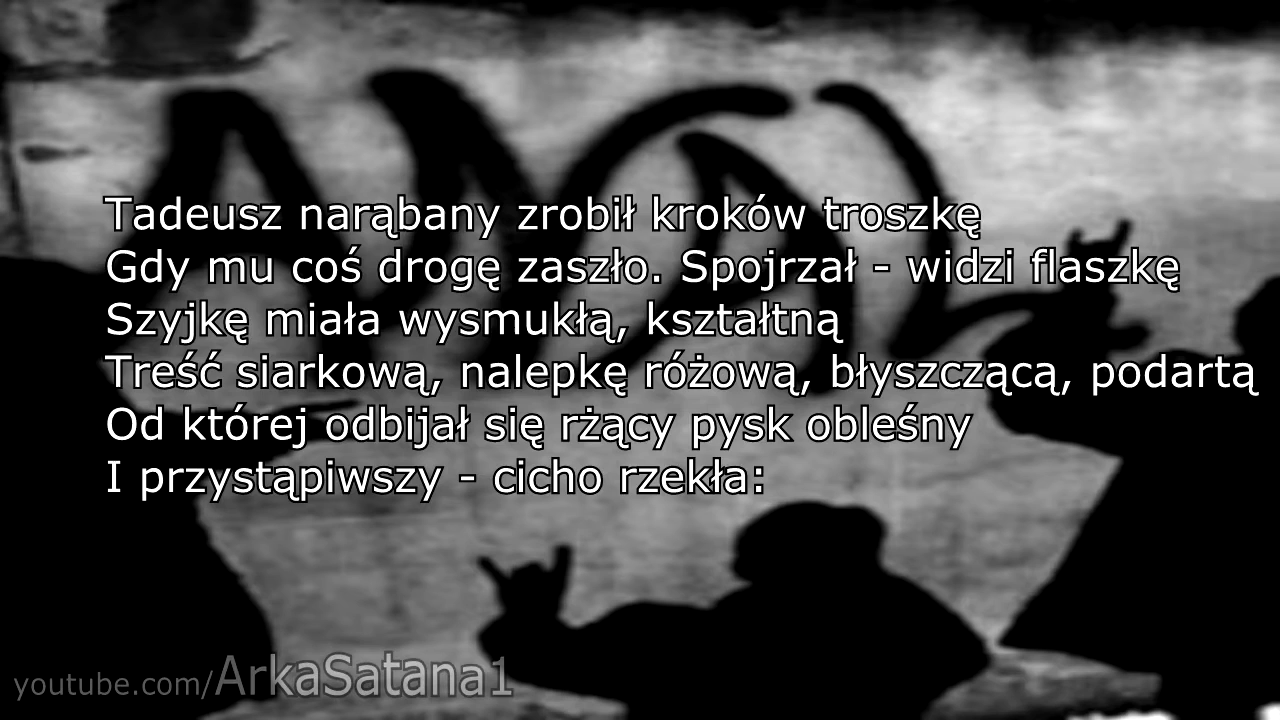 Tadeusz narąbany zrobił kroków troszkę
Gdy mu coś drogę zaszło. Spojrzał - widzi flaszkę
Szyjkę miała wysmukłą, kształtną
Treść siarkową, nalepkę różową, błyszczącą, podartą
Od której odbijał się rżący pysk obleśny
I przystąpiwszy - cicho rzekła:
youtube.com/ArkaSatana1